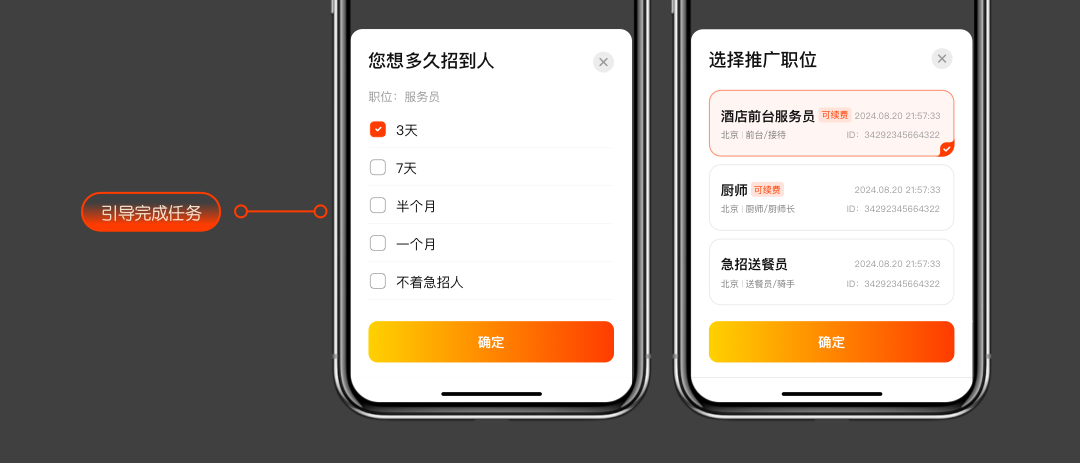 引导完成任务
您想多久招到人
职位：服务员
3天
7天
半个月
一个月
不着急招人
确定
选择推广职位
酒店前台服务员 可续费 2024.08.20 21:57:33
北京 | 前台/接待 ID：34292345664322
厨师 可续费 2024.08.20 21:57:33
北京 | 厨师/厨师长 ID：34292345664322
急招送餐员 2024.08.20 21:57:33
北京 | 送餐员/骑手 ID：34292345664322
确定